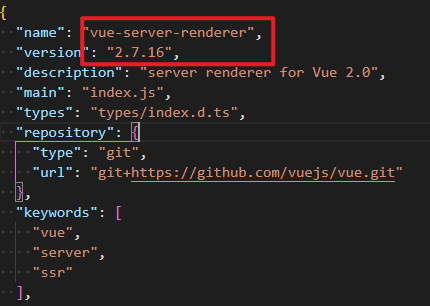 {
"name": "vue-server-renderer",
"version": "2.7.16",
"description": "server renderer for Vue 2.0",
"main": "index.js",
"types": "types/index.d.ts",
"repository": {
"type": "git",
"url": "git+https://github.com/vuejs/vue.git"
},
"keywords": [
"vue",
"server",
"ssr"
],